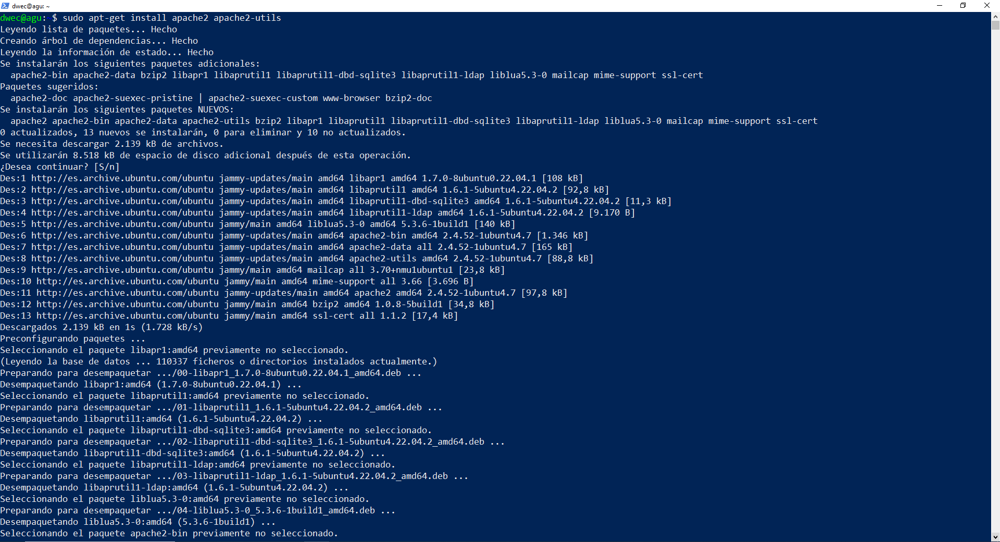 dwec@agu: ~
dwec@agu:~$ sudo apt-get install apache2 apache2-utils
Leyendo lista de paquetes... Hecho
Creando árbol de dependencias... Hecho
Leyendo la información de estado... Hecho
Se instalarán los siguientes paquetes adicionales:
  apache2-bin apache2-data bzip2 libapr1 libaprutil1 libaprutil1-dbd-sqlite3 libaprutil1-ldap liblua5.3-0 mailcap mime-support ssl-cert
Paquetes sugeridos:
  apache2-doc apache2-suexec-pristine | apache2-suexec-custom www-browser bzip2-doc
Se instalarán los siguientes paquetes NUEVOS:
  apache2 apache2-bin apache2-data apache2-utils bzip2 libapr1 libaprutil1 libaprutil1-dbd-sqlite3 libaprutil1-ldap liblua5.3-0 mailcap mime-support ssl-cert
0 actualizados, 13 nuevos se instalarán, 0 para eliminar y 10 no actualizados.
Se necesita descargar 2.139 kB de archivos.
Se utilizarán 8.518 kB de espacio de disco adicional después de esta operación.
¿Desea continuar? [S/n]
Des:1 http://es.archive.ubuntu.com/ubuntu jammy-updates/main amd64 libapr1 amd64 1.7.0-8ubuntu0.22.04.1 [108 kB]
Des:2 http://es.archive.ubuntu.com/ubuntu jammy-updates/main amd64 libaprutil1 amd64 1.6.1-5ubuntu4.22.04.2 [92,8 kB]
Des:3 http://es.archive.ubuntu.com/ubuntu jammy-updates/main amd64 libaprutil1-dbd-sqlite3 amd64 1.6.1-5ubuntu4.22.04.2 [11,3 kB]
Des:4 http://es.archive.ubuntu.com/ubuntu jammy-updates/main amd64 libaprutil1-ldap amd64 1.6.1-5ubuntu4.22.04.2 [9.170 B]
Des:5 http://es.archive.ubuntu.com/ubuntu jammy/main amd64 liblua5.3-0 amd64 5.3.6-1build1 [140 kB]
Des:6 http://es.archive.ubuntu.com/ubuntu jammy-updates/main amd64 apache2-bin amd64 2.4.52-1ubuntu4.7 [1.346 kB]
Des:7 http://es.archive.ubuntu.com/ubuntu jammy-updates/main amd64 apache2-data all 2.4.52-1ubuntu4.7 [165 kB]
Des:8 http://es.archive.ubuntu.com/ubuntu jammy-updates/main amd64 apache2-utils amd64 2.4.52-1ubuntu4.7 [88,8 kB]
Des:9 http://es.archive.ubuntu.com/ubuntu jammy/main amd64 mailcap all 3.70+nmu1ubuntu1 [23,8 kB]
Des:10 http://es.archive.ubuntu.com/ubuntu jammy/main amd64 mime-support all 3.66 [3.696 B]
Des:11 http://es.archive.ubuntu.com/ubuntu jammy-updates/main amd64 apache2 amd64 2.4.52-1ubuntu4.7 [97,8 kB]
Des:12 http://es.archive.ubuntu.com/ubuntu jammy/main amd64 bzip2 amd64 1.0.8-5build1 [34,8 kB]
Des:13 http://es.archive.ubuntu.com/ubuntu jammy/main amd64 ssl-cert all 1.1.2 [17,4 kB]
Descargados 2.139 kB en 1s (1.728 kB/s)
Preconfigurando paquetes ...
Seleccionando el paquete libapr1:amd64 previamente no seleccionado.
(Leyendo la base de datos ... 110337 ficheros o directorios instalados actualmente.)
Preparando para desempaquetar .../00-libapr1_1.7.0-8ubuntu0.22.04.1_amd64.deb ...
Desempaquetando libapr1:amd64 (1.7.0-8ubuntu0.22.04.1) ...
Seleccionando el paquete libaprutil1:amd64 previamente no seleccionado.
Preparando para desempaquetar .../01-libaprutil1_1.6.1-5ubuntu4.22.04.2_amd64.deb ...
Desempaquetando libaprutil1:amd64 (1.6.1-5ubuntu4.22.04.2) ...
Seleccionando el paquete libaprutil1-dbd-sqlite3:amd64 previamente no seleccionado.
Preparando para desempaquetar .../02-libaprutil1-dbd-sqlite3_1.6.1-5ubuntu4.22.04.2_amd64.deb ...
Desempaquetando libaprutil1-dbd-sqlite3:amd64 (1.6.1-5ubuntu4.22.04.2) ...
Seleccionando el paquete libaprutil1-ldap:amd64 previamente no seleccionado.
Preparando para desempaquetar .../03-libaprutil1-ldap_1.6.1-5ubuntu4.22.04.2_amd64.deb ...
Desempaquetando libaprutil1-ldap:amd64 (1.6.1-5ubuntu4.22.04.2) ...
Seleccionando el paquete liblua5.3-0:amd64 previamente no seleccionado.
Preparando para desempaquetar .../04-liblua5.3-0_5.3.6-1build1_amd64.deb ...
Desempaquetando liblua5.3-0:amd64 (5.3.6-1build1) ...
Seleccionando el paquete apache2-bin previamente no seleccionado.